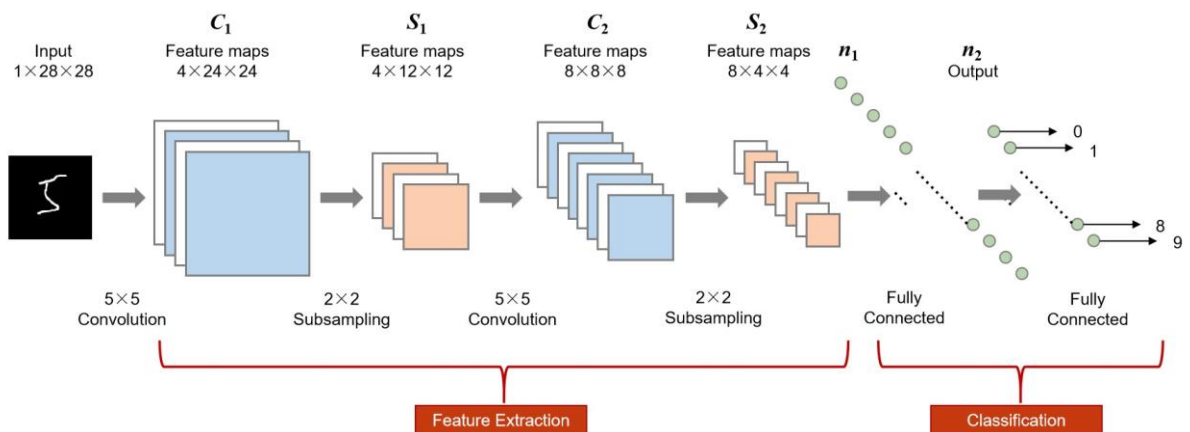 Input
1×28×28
C₁
Feature maps
4×24×24
S₁
Feature maps
4×12×12
C₂
Feature maps
8×8×8
S₂
Feature maps
8×4×4
n₁
n₂
Output
0
1
8
9
5×5
Convolution
2×2
Subsampling
5×5
Convolution
2×2
Subsampling
Fully
Connected
Fully
Connected
Feature Extraction
Classification